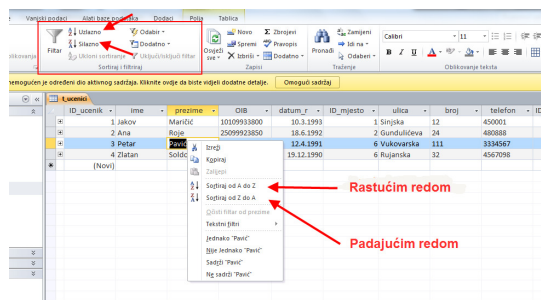 Vanjski podaci Alati baze podataka Dodaci Polja Tablica
Filtar
Uzlazno
Silazno
Ukloni sortiranje
Odabir
Dodatno
Uključi/isključi filtar
Sortiraj i filtriraj
Osvježi sve
Novo
Spremi
Izbriši
Zbrojevi
Pravopis
Dodatno
Zapisi
Pronađi
Zamijeni
Idi na
Odaberi
Traženje
Calibri 11
B I U
Oblikovanje teksta
nemogućen je određeni dio aktivnog sadržaja. Kliknite ovdje da biste vidjeli dodatne detalje. Omogući sadržaj
t_ucenici
ID_ucenik ime prezime OIB datum_r ID_mjesto ulica broj telefon
1 Jakov Maričić 10109933800 10.3.1993 1 Sinjska 12 450001
2 Ana Roje 25099923850 18.6.1992 2 Gundulićeva 24 480888
3 Petar Pavić 12.4.1991 6 Vukovarska 111 3334567
4 Zlatan Soldo 19.12.1990 6 Rujanska 32 4567098
(Novi)
Izreži
Kopiraj
Zalijepi
Sortiraj od A do Z
Sortiraj od Z do A
Očisti filtar od prezime
Tekstni filtri
Jednako "Pavić"
Nije Jednako "Pavić"
Sadrži "Pavić"
Ne sadrži "Pavić"
Rastućim redom
Padajućim redom